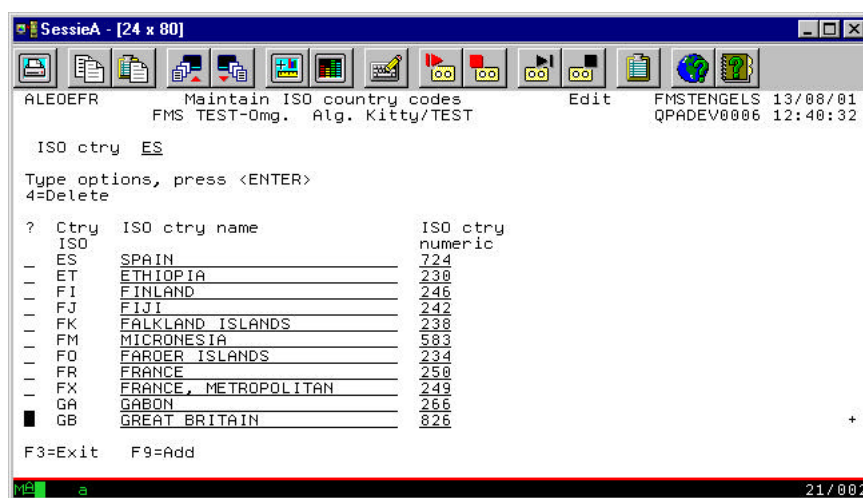 SessieA - [24 x 80]
ALEOEFR Maintain ISO country codes Edit FMSTENGELS 13/08/01
FMS TEST-Omg. Alg. Kitty/TEST QPADEV0006 12:40:32
ISO ctry ES
Type options, press <ENTER>
4=Delete
? Ctry ISO ctry name ISO ctry
ISO numeric
_ ES SPAIN 724
_ ET ETHIOPIA 230
_ FI FINLAND 246
_ FJ FIJI 242
_ FK FALKLAND ISLANDS 238
_ FM MICRONESIA 583
_ FO FAROER ISLANDS 234
_ FR FRANCE 250
_ FX FRANCE, METROPOLITAN 249
_ GA GABON 266
GB GREAT BRITAIN 826 +
F3=Exit F9=Add
MA a